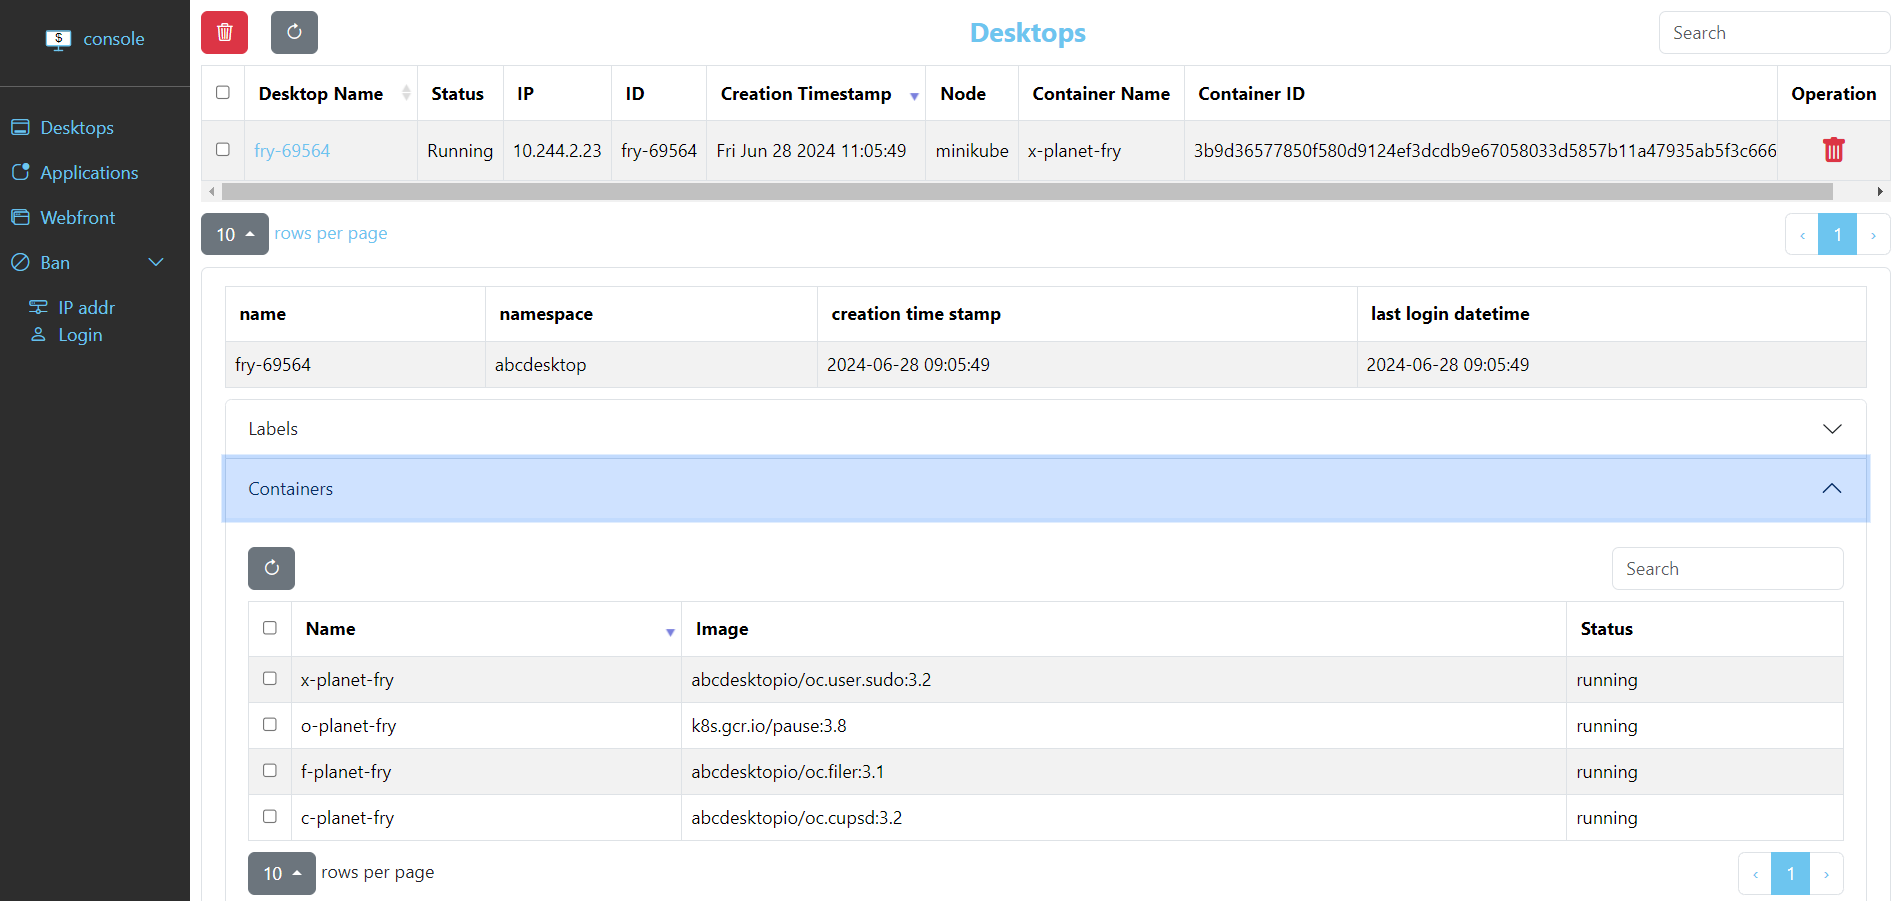 $ console
Desktops
Applications
Webfront
Ban
IP addr
Login
Desktops
Search
Desktop Name Status IP ID Creation Timestamp Node Container Name Container ID Operation
fry-69564 Running 10.244.2.23 fry-69564 Fri Jun 28 2024 11:05:49 minikube x-planet-fry 3b9d36577850f580d9124ef3dcdb9e67058033d5857b11a47935ab5f3c666
10 rows per page
‹ 1 ›
name namespace creation time stamp last login datetime
fry-69564 abcdesktop 2024-06-28 09:05:49 2024-06-28 09:05:49
Labels
Containers
Search
Name Image Status
x-planet-fry abcdesktopio/oc.user.sudo:3.2 running
o-planet-fry k8s.gcr.io/pause:3.8 running
f-planet-fry abcdesktopio/oc.filer:3.1 running
c-planet-fry abcdesktopio/oc.cupsd:3.2 running
10 rows per page
‹ 1 ›